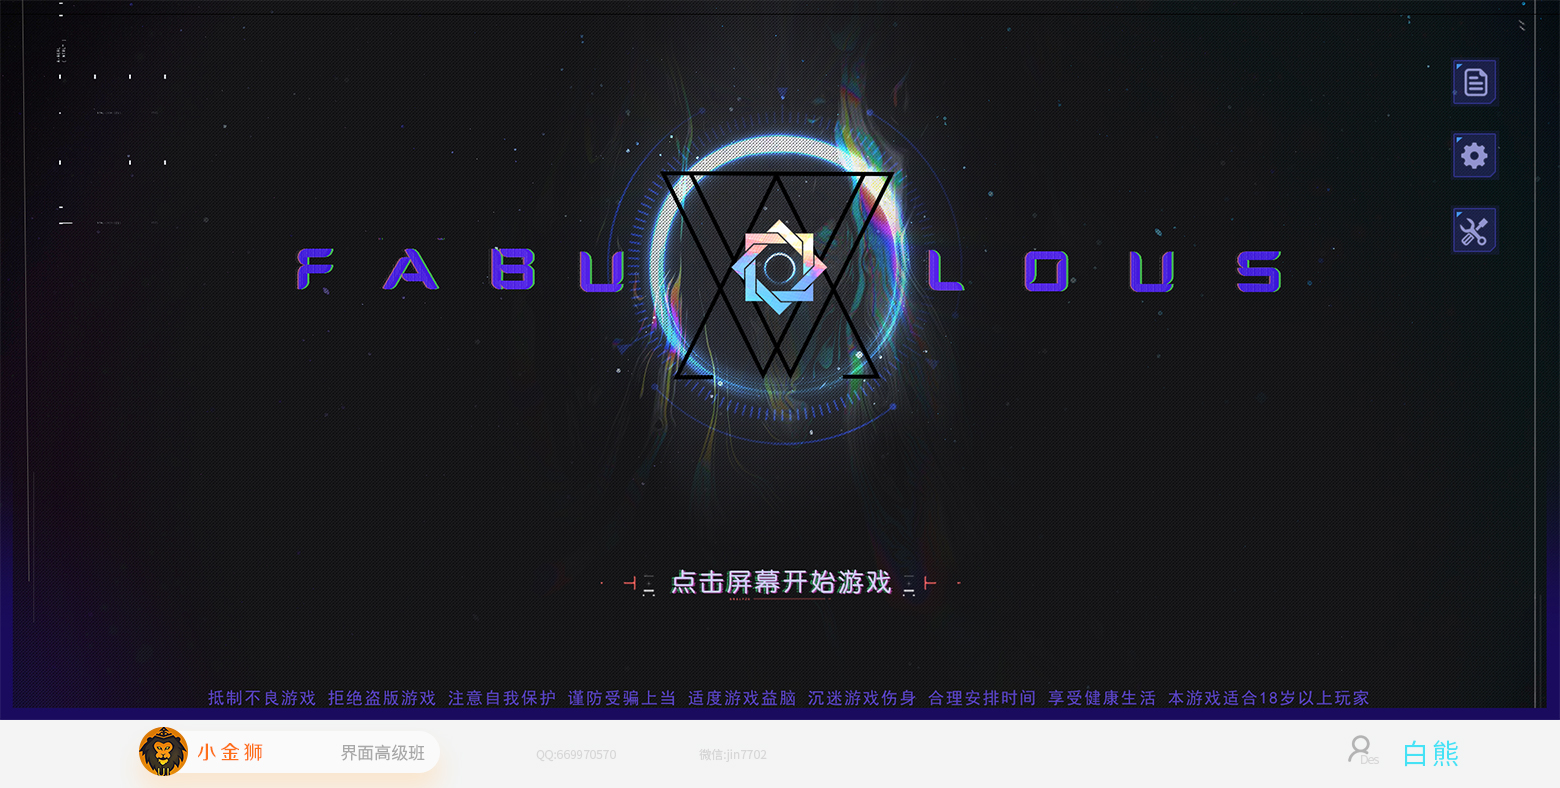 FABULOUS
点击屏幕开始游戏
抵制不良游戏 拒绝盗版游戏 注意自我保护 谨防受骗上当 适度游戏益脑 沉迷游戏伤身 合理安排时间 享受健康生活 本游戏适合18岁以上玩家
小金狮 界面高级班 QQ:669970570 微信:jin7702 Des 白熊